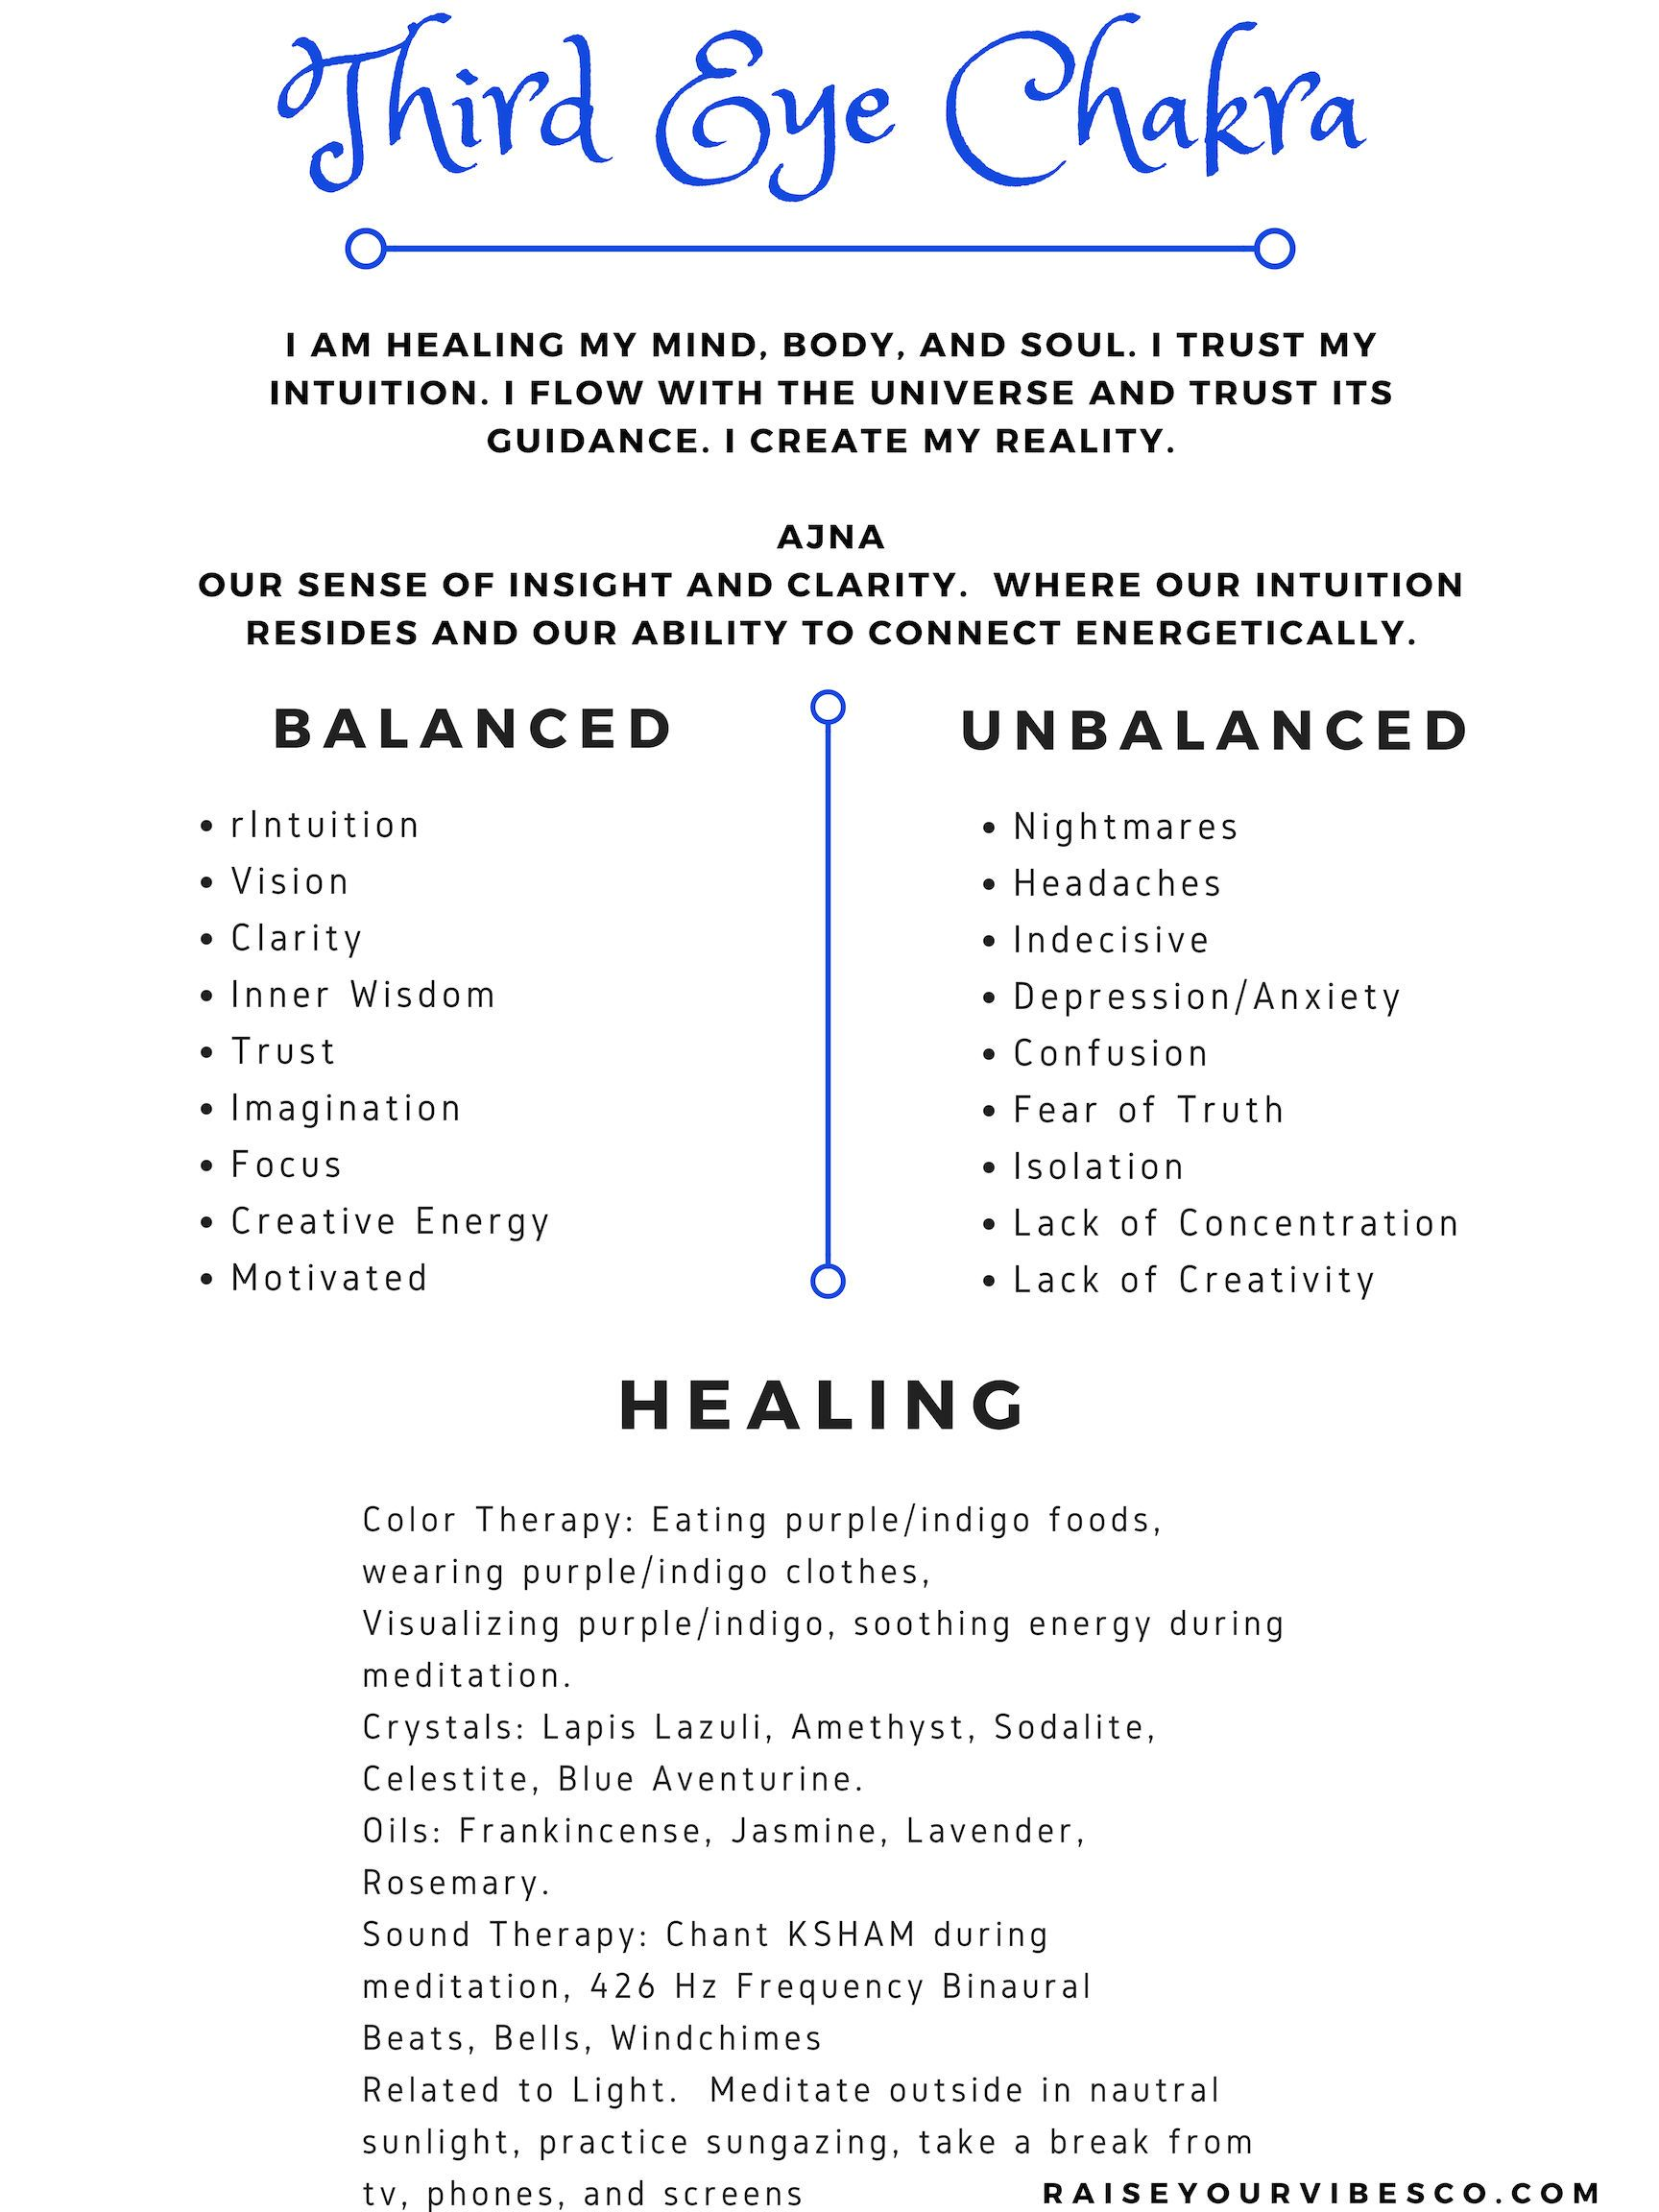 Third Eye Chakra
I AM HEALING MY MIND, BODY, AND SOUL. I TRUST MY
INTUITION. I FLOW WITH THE UNIVERSE AND TRUST ITS
GUIDANCE. I CREATE MY REALITY.
AJNA
OUR SENSE OF INSIGHT AND CLARITY.  WHERE OUR INTUITION
RESIDES AND OUR ABILITY TO CONNECT ENERGETICALLY.
BALANCED
• rIntuition
• Vision
• Clarity
• Inner Wisdom
• Trust
• Imagination
• Focus
• Creative Energy
• Motivated
UNBALANCED
• Nightmares
• Headaches
• Indecisive
• Depression/Anxiety
• Confusion
• Fear of Truth
• Isolation
• Lack of Concentration
• Lack of Creativity
HEALING
Color Therapy: Eating purple/indigo foods,
wearing purple/indigo clothes,
Visualizing purple/indigo, soothing energy during
meditation.
Crystals: Lapis Lazuli, Amethyst, Sodalite,
Celestite, Blue Aventurine.
Oils: Frankincense, Jasmine, Lavender,
Rosemary.
Sound Therapy: Chant KSHAM during
meditation, 426 Hz Frequency Binaural
Beats, Bells, Windchimes
Related to Light.  Meditate outside in nautral
sunlight, practice sungazing, take a break from
tv, phones, and screens
RAISEYOURVIBESCO.COM